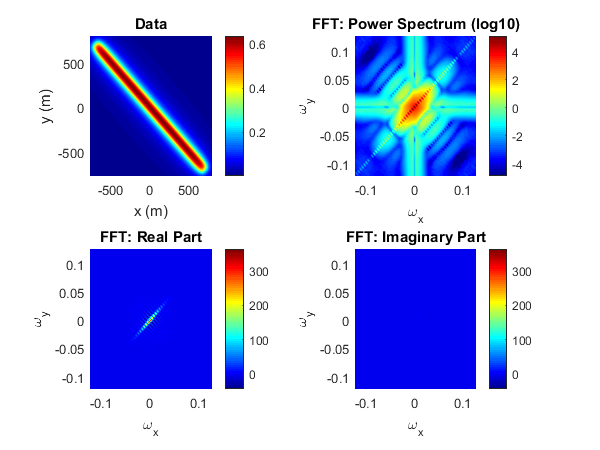 Data
y (m)
500
0
-500
-500 0 500
x (m)
0.6
0.4
0.2
FFT: Power Spectrum (log10)
ω_y
0.1
0.05
0
-0.05
-0.1
-0.1 0 0.1
ω_x
4
2
0
-2
-4
FFT: Real Part
ω_y
0.1
0.05
0
-0.05
-0.1
-0.1 0 0.1
ω_x
300
200
100
0
FFT: Imaginary Part
ω_y
0.1
0.05
0
-0.05
-0.1
-0.1 0 0.1
ω_x
300
200
100
0